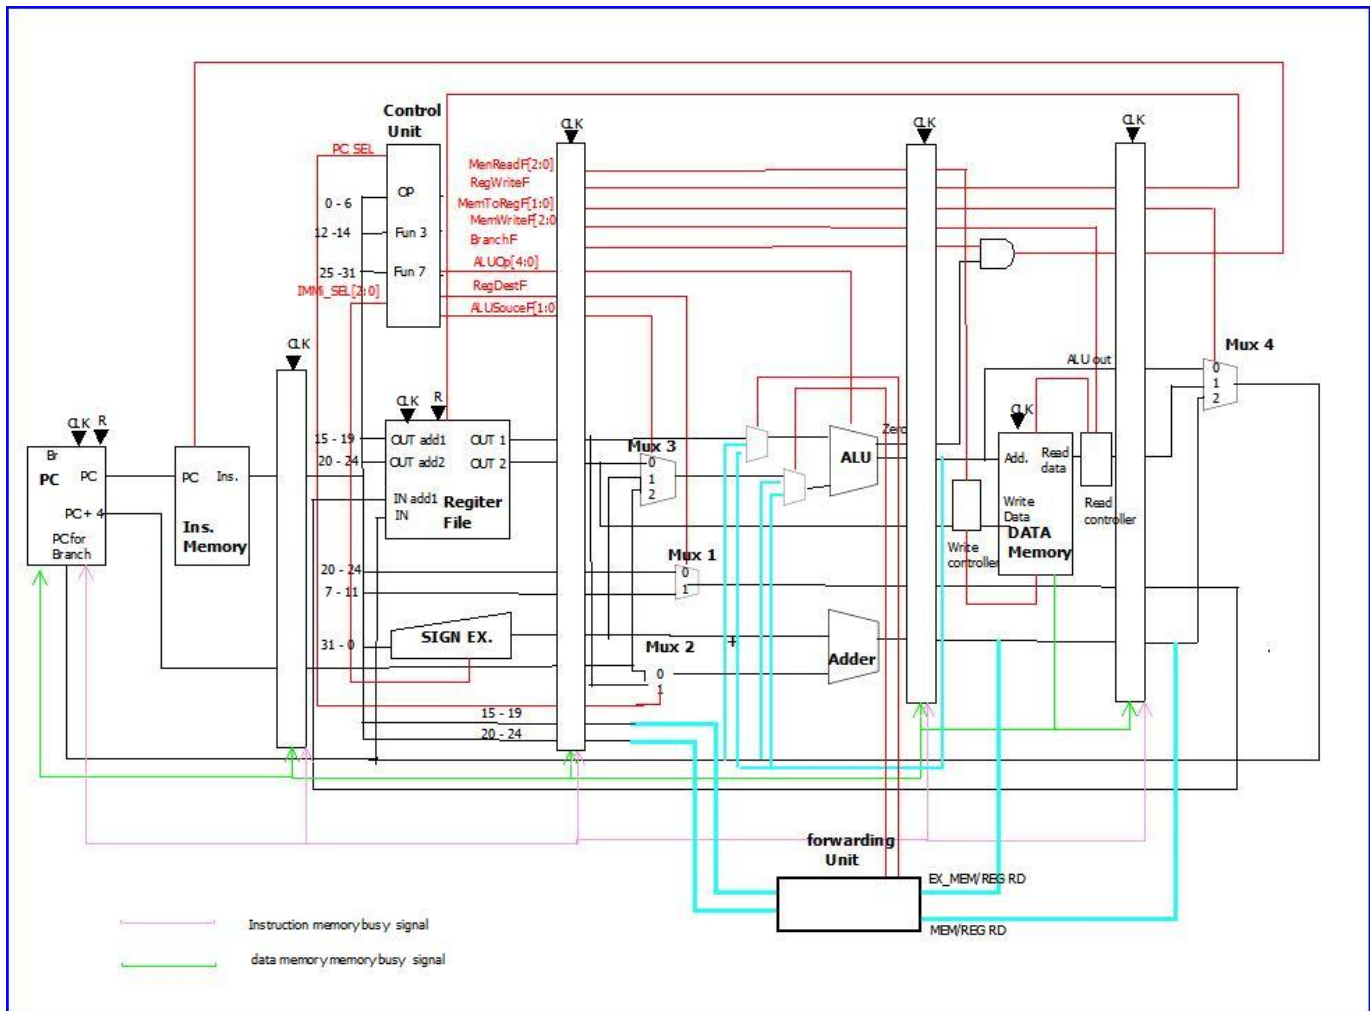 Control
Unit
CLK
CLK
CLK
PC SEL
MenReadF[2:0]
RegWriteF
OP
0 - 6
MemToRegF[1:0]
MemWriteF[2:0
12 -14
Fun 3
BranchF
25 -31
Fun 7
ALUOp[4:0]
IMMi_SEL[2:0]
RegDestF
ALUSouceF[1:0
CLK
Mux 4
ALU out
0
1
2
CLK
R
CLK
CLK
R
15 - 19
OUT add1
OUT 1
Mux 3
Zero
20 - 24
OUT add2
OUT 2
0
1
2
ALU
Add.
Read
data
Br
PC
PC
PC
Ins.
IN add1
IN
Regiter
File
PC + 4
Ins.
Memory
PC for
Branch
Write
Data
DATA
Memory
Read
controller
Write
controller
Mux 1
20 - 24
0
7 - 11
1
SIGN EX.
31 - 0
Mux 2
+
Adder
0
1
15 - 19
20 - 24
forwarding
Unit
EX_MEM/REG RD
MEM/REG RD
Instruction memory busy signal
data memory memory busy signal